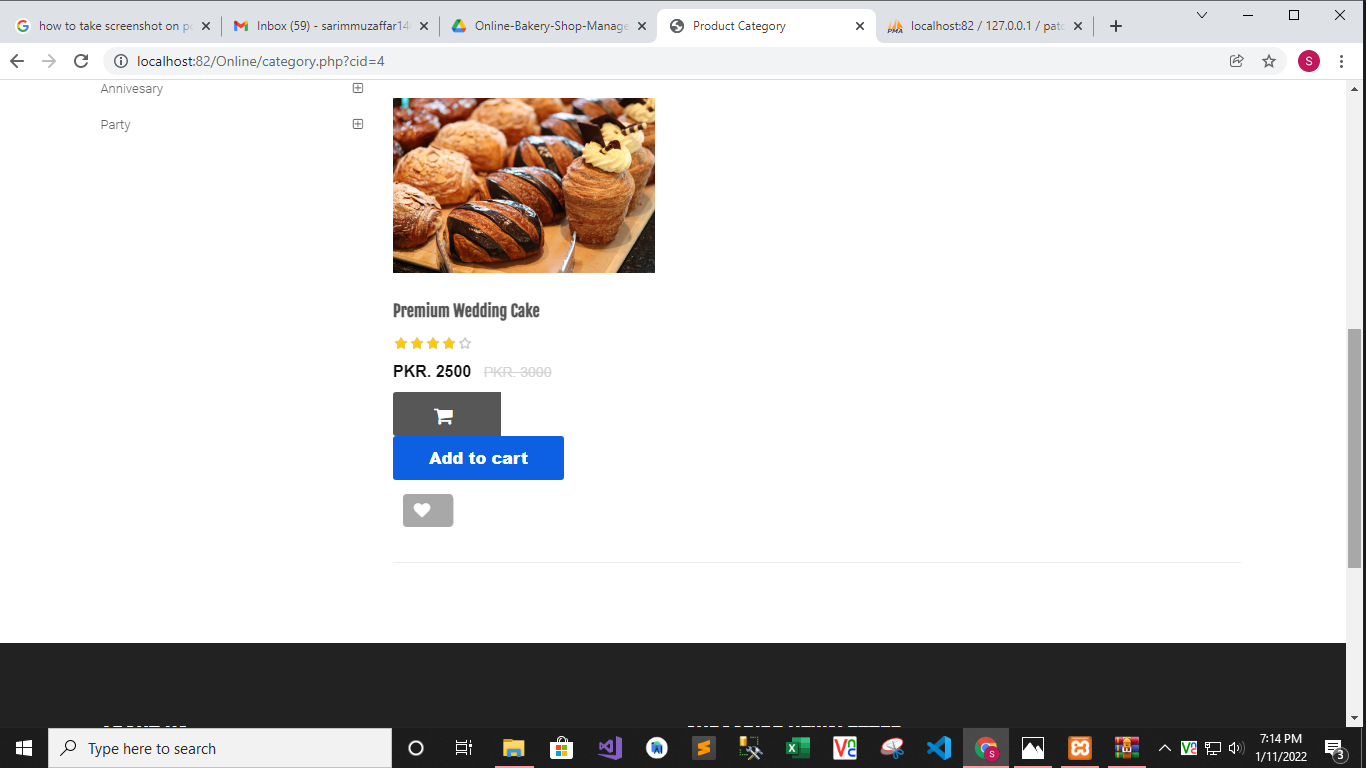 how to take screenshot on pc
Inbox (59) - sarimmuzaffar14
Online-Bakery-Shop-Manage
Product Category
localhost:82 / 127.0.0.1 / pat
localhost:82/Online/category.php?cid=4
S
Annivesary
Party
Premium Wedding Cake
PKR. 2500 PKR. 3000
Add to cart
Type here to search
7:14 PM
1/11/2022
3